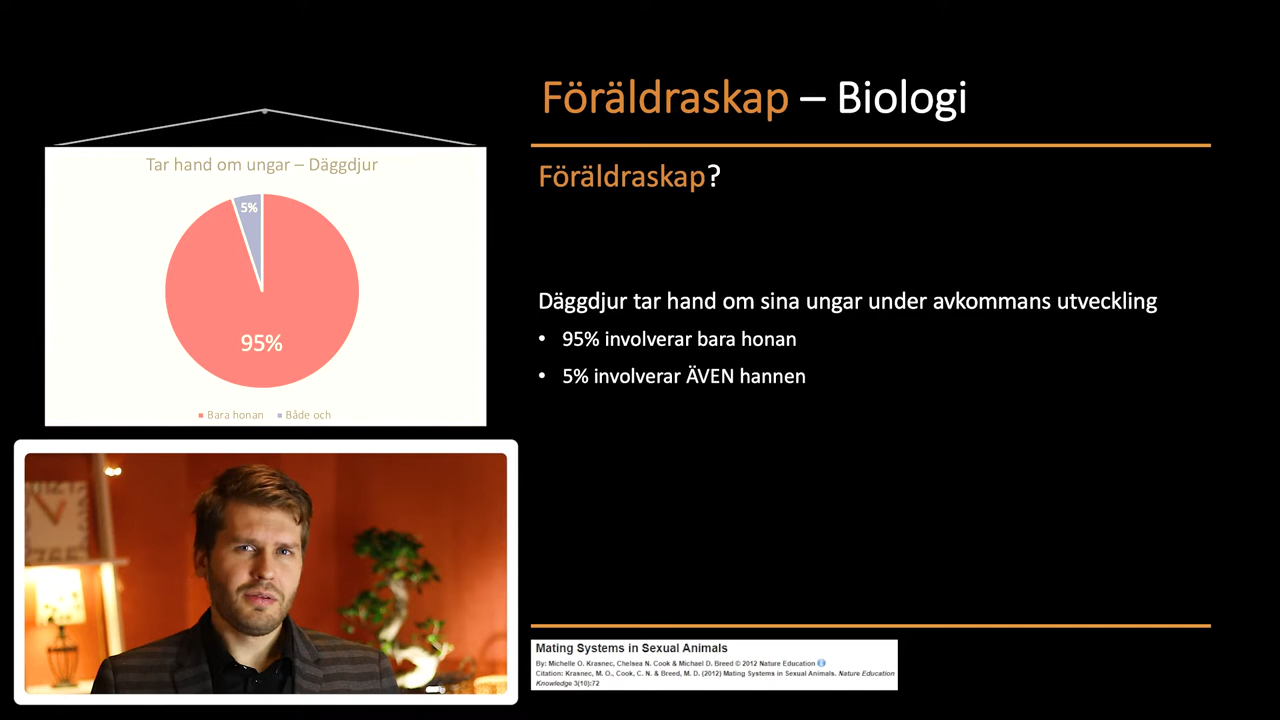 Föräldraskap – Biologi
Tar hand om ungar – Däggdjur
5%
95%
Bara honan Både och
Föräldraskap?
Däggdjur tar hand om sina ungar under avkommans utveckling
• 95% involverar bara honan
• 5% involverar ÄVEN hannen
Mating Systems in Sexual Animals
By: Michelle O. Krasnec, Chelsea N. Cook & Michael D. Breed © 2012 Nature Education
Citation: Krasnec, M. O., Cook, C. N. & Breed, M. D. (2012) Mating Systems in Sexual Animals. Nature Education
Knowledge 3(10):72